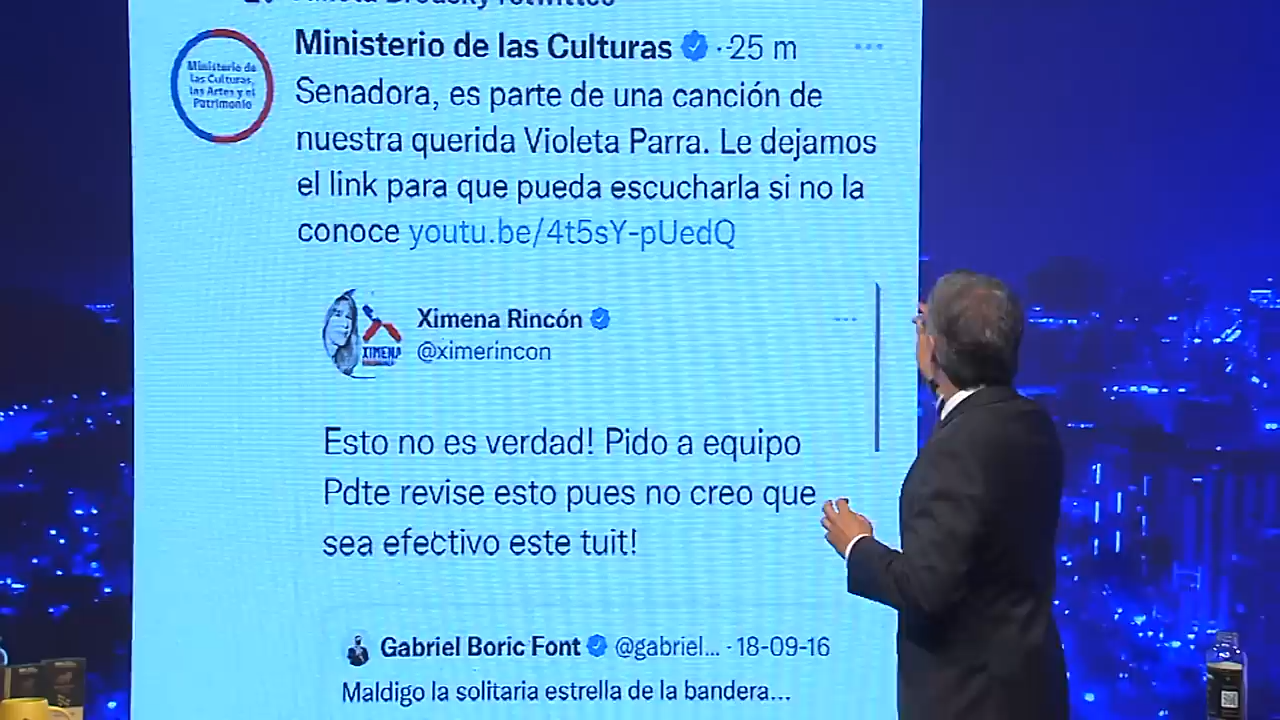 Ministerio de las Culturas · 25 m
Ministerio de
las Culturas,
las Artes y el
Patrimonio
Senadora, es parte de una canción de
nuestra querida Violeta Parra. Le dejamos
el link para que pueda escucharla si no la
conoce youtu.be/4t5sY-pUedQ
Ximena Rincón
@ximerincon
XIMENA
Esto no es verdad! Pido a equipo
Pdte revise esto pues no creo que
sea efectivo este tuit!
Gabriel Boric Font @gabriel... · 18-09-16
Maldigo la solitaria estrella de la bandera...